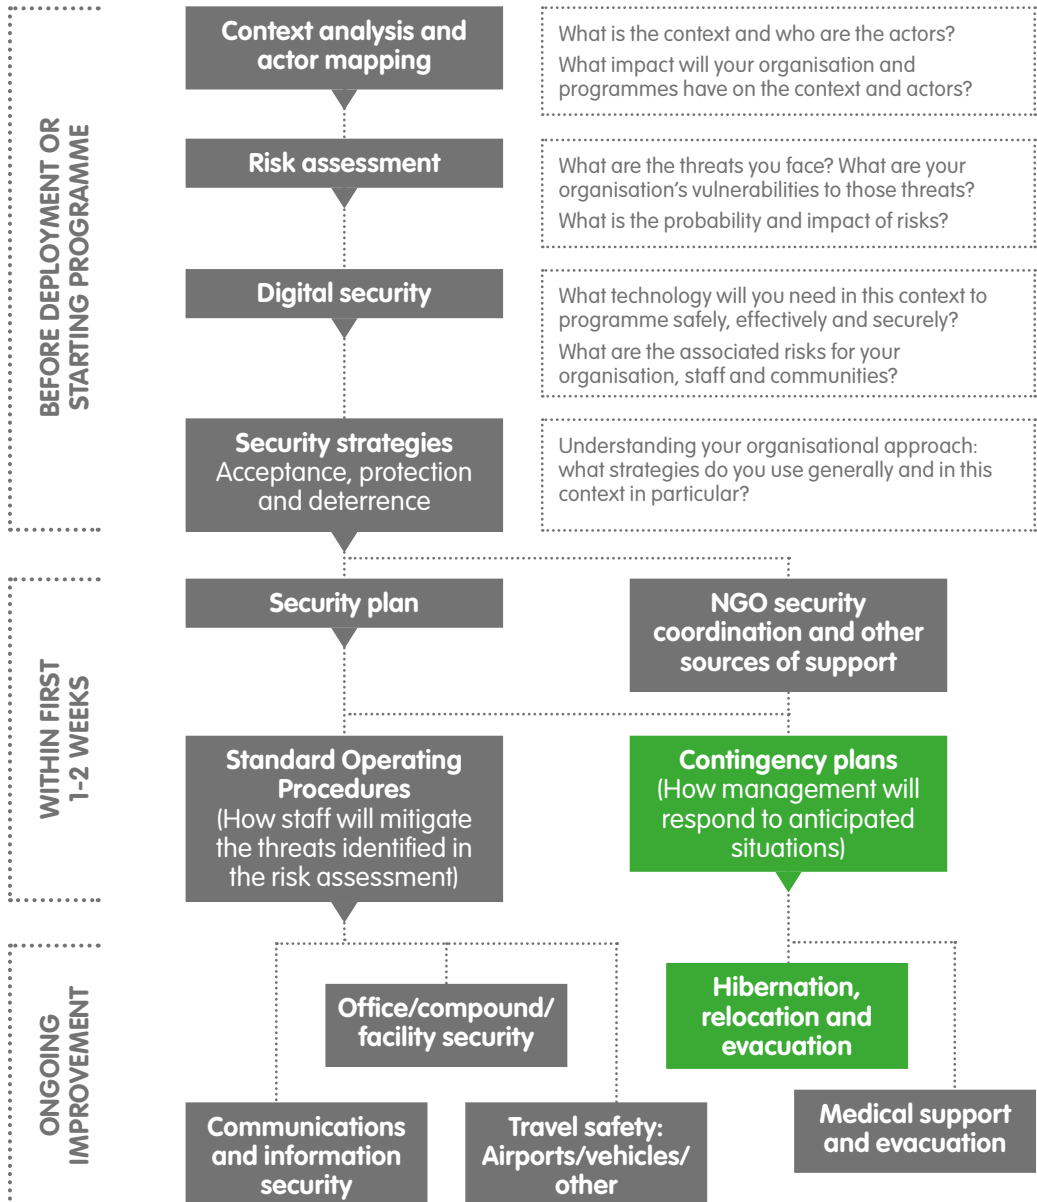 BEFORE DEPLOYMENT OR
STARTING PROGRAMME
Context analysis and
actor mapping
What is the context and who are the actors?
What impact will your organisation and
programmes have on the context and actors?
Risk assessment
What are the threats you face? What are your
organisation’s vulnerabilities to those threats?
What is the probability and impact of risks?
Digital security
What technology will you need in this context to
programme safely, effectively and securely?
What are the associated risks for your
organisation, staff and communities?
Security strategies
Acceptance, protection
and deterrence
Understanding your organisational approach:
what strategies do you use generally and in this
context in particular?
WITHIN FIRST
1-2 WEEKS
Security plan
NGO security
coordination and other
sources of support
Standard Operating
Procedures
(How staff will mitigate
the threats identified in
the risk assessment)
Contingency plans
(How management will
respond to anticipated
situations)
ONGOING
IMPROVEMENT
Office/compound/
facility security
Hibernation,
relocation and
evacuation
Communications
and information
security
Travel safety:
Airports/vehicles/
other
Medical support
and evacuation